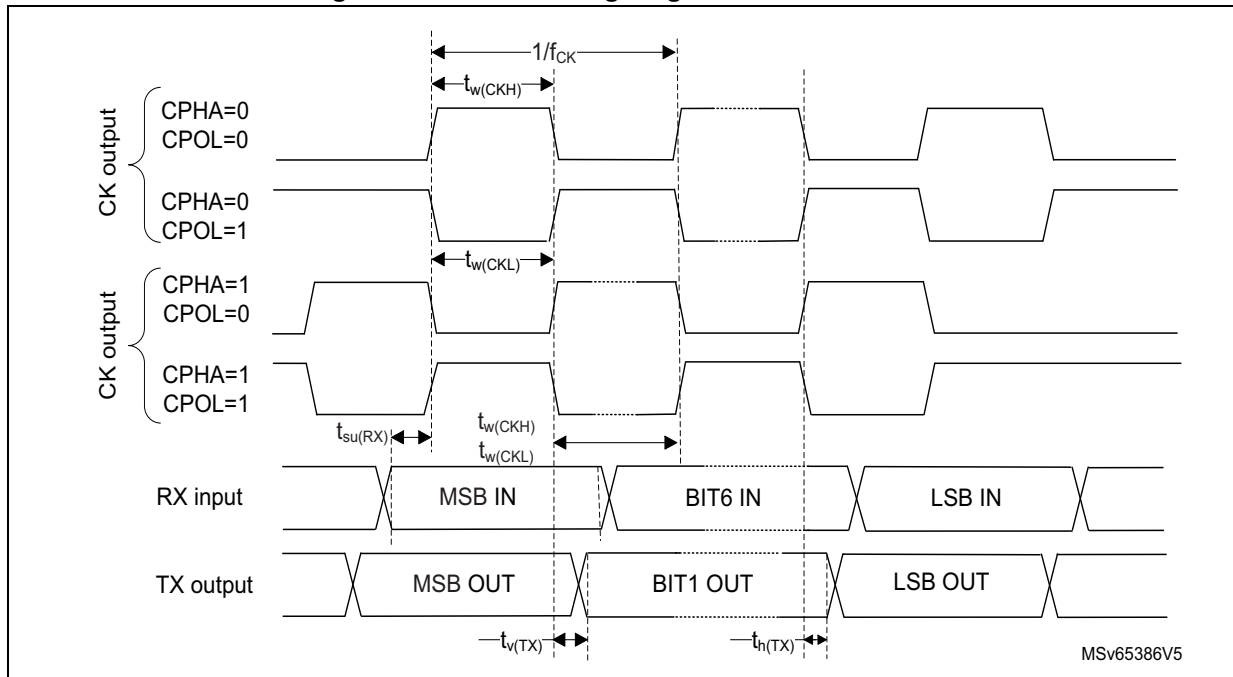 1/fCK
tw(CKH)
CK output
CPHA=0
CPOL=0
CPHA=0
CPOL=1
tw(CKL)
CK output
CPHA=1
CPOL=0
CPHA=1
CPOL=1
tsu(RX)
tw(CKH)
tw(CKL)
RX input
MSB IN
BIT6 IN
LSB IN
TX output
MSB OUT
BIT1 OUT
LSB OUT
tv(TX)
th(TX)
MSv65386V5